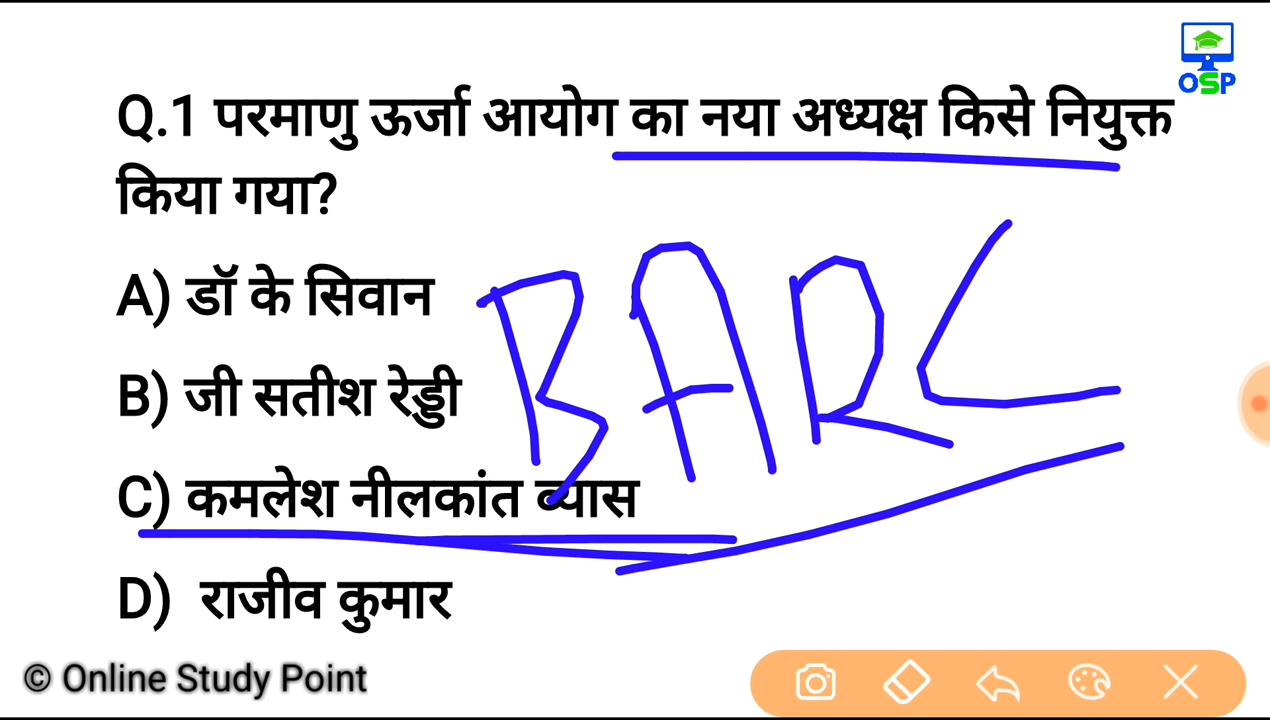 OSP
Q.1 परमाणु ऊर्जा आयोग का नया अध्यक्ष किसे नियुक्त
किया गया?
A) डॉ के सिवान
B) जी सतीश रेड्डी
BARC
C) कमलेश नीलकांत व्यास
D) राजीव कुमार
© Online Study Point